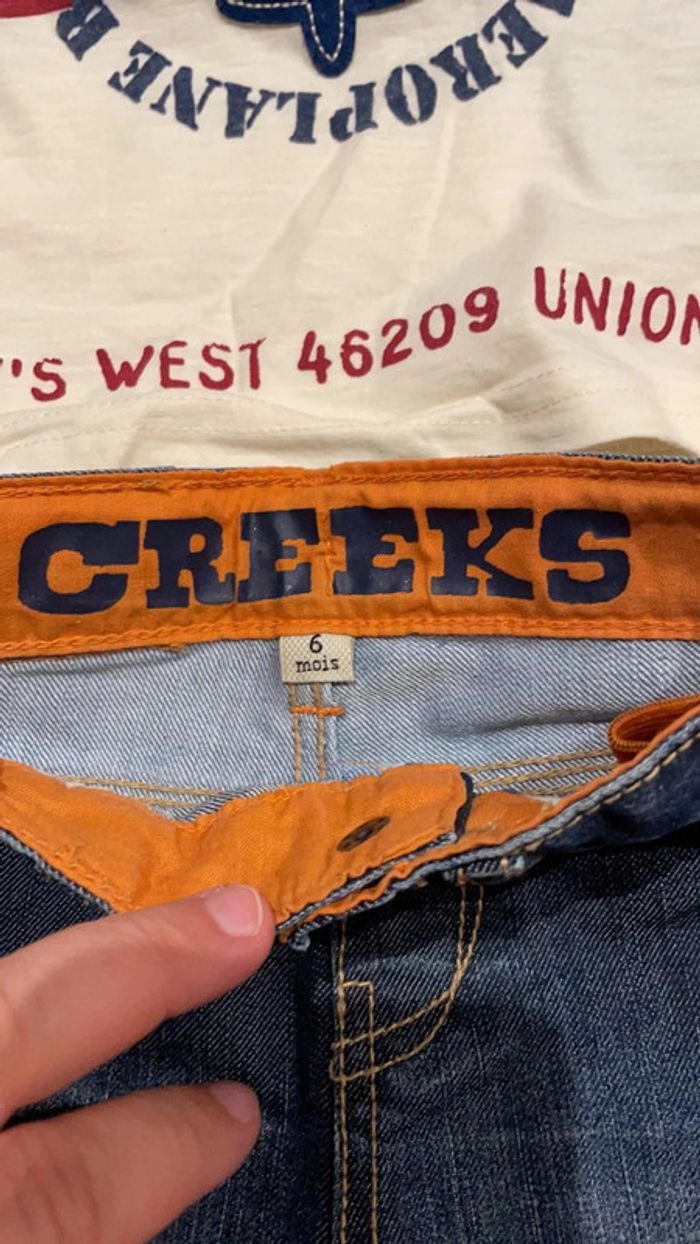 AEROPLANE
'S WEST 46209 UNION
CREEKS
6
mois